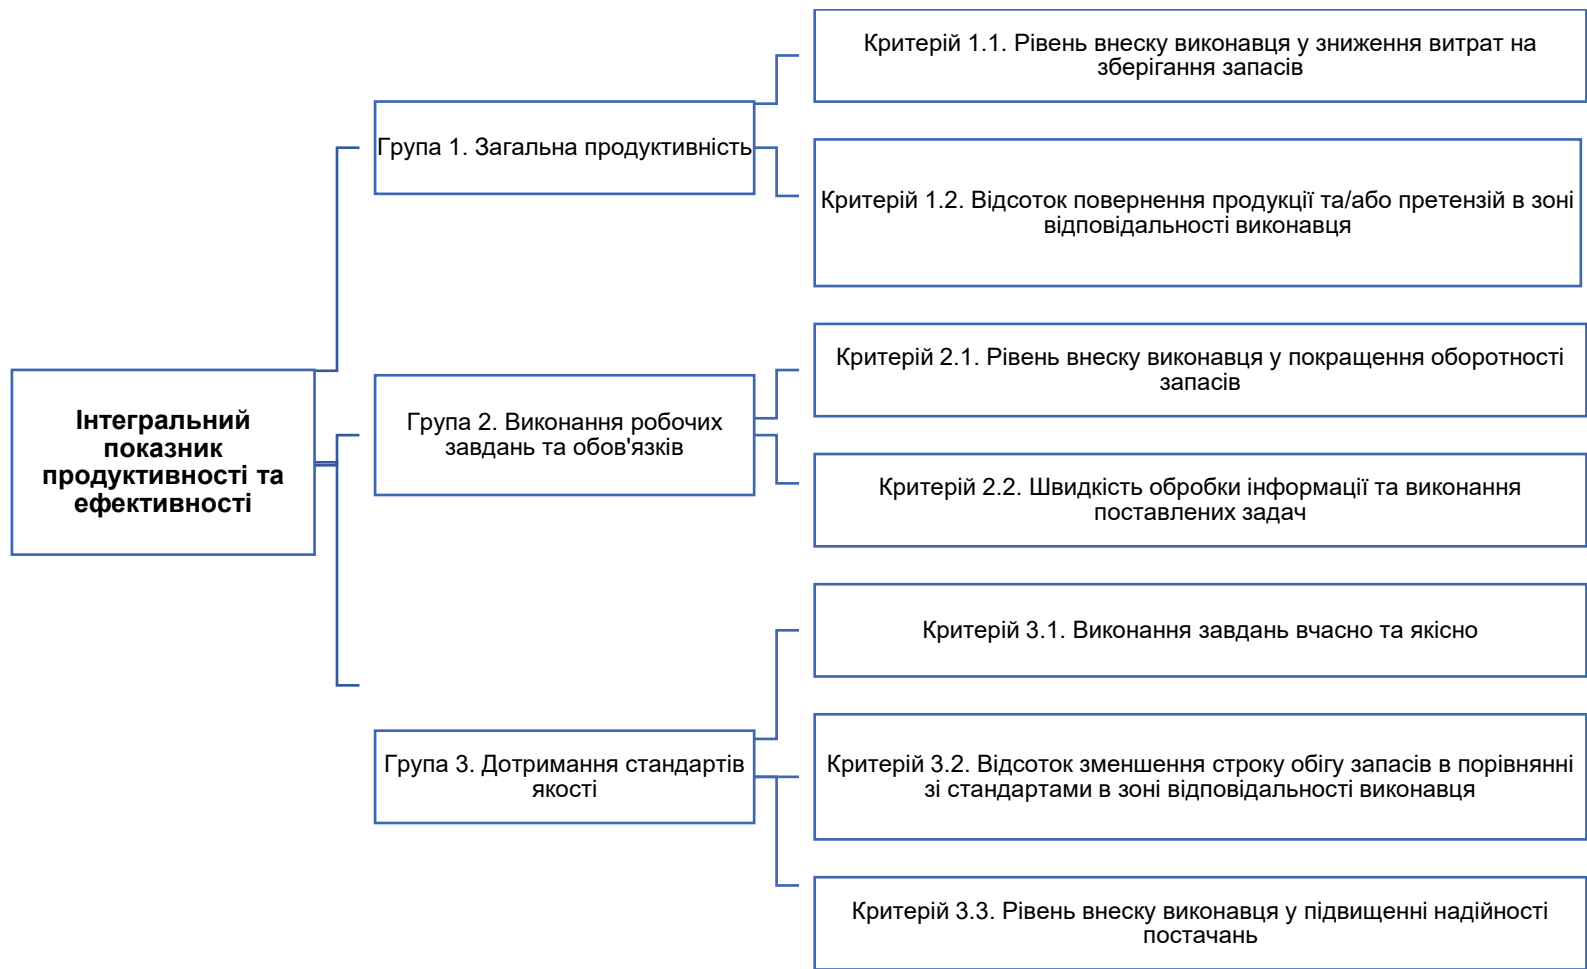 Інтегральний
показник
продуктивності та
ефективності
Група 1. Загальна продуктивність
Критерій 1.1. Рівень внеску виконавця у зниження витрат на
зберігання запасів
Критерій 1.2. Відсоток повернення продукції та/або претензій в зоні
відповідальності виконавця
Група 2. Виконання робочих
завдань та обов'язків
Критерій 2.1. Рівень внеску виконавця у покращення оборотності
запасів
Критерій 2.2. Швидкість обробки інформації та виконання
поставлених задач
Група 3. Дотримання стандартів
якості
Критерій 3.1. Виконання завдань вчасно та якісно
Критерій 3.2. Відсоток зменшення строку обігу запасів в порівнянні
зі стандартами в зоні відповідальності виконавця
Критерій 3.3. Рівень внеску виконавця у підвищенні надійності
постачань